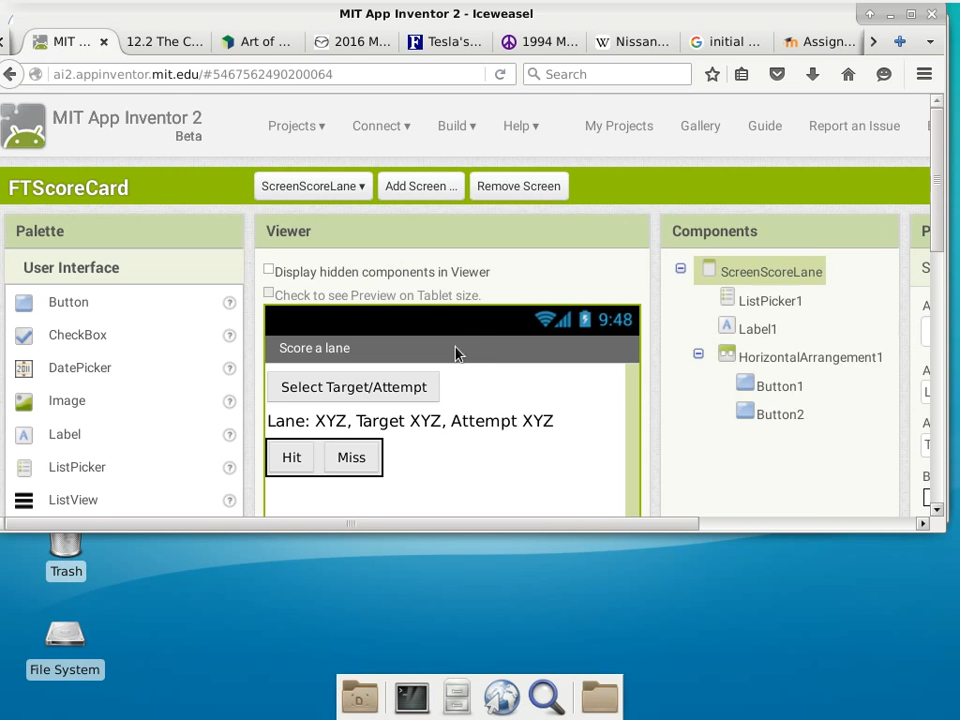 MIT App Inventor 2 - Iceweasel
MIT ... 12.2 The C... Art of ... 2016 M... Tesla's... 1994 M... Nissan... initial ... Assign...
ai2.appinventor.mit.edu/#5467562490200064 Search
MIT App Inventor 2
Beta
Projects ▾ Connect ▾ Build ▾ Help ▾ My Projects Gallery Guide Report an Issue
FTScoreCard ScreenScoreLane ▾ Add Screen ... Remove Screen
Palette Viewer Components P
User Interface
Display hidden components in Viewer
Check to see Preview on Tablet size.
Button
CheckBox
DatePicker
Image
Label
ListPicker
ListView
9:48
Score a lane
Select Target/Attempt
Lane: XYZ, Target XYZ, Attempt XYZ
Hit Miss
ScreenScoreLane
ListPicker1
Label1
HorizontalArrangement1
Button1
Button2
Trash
File System